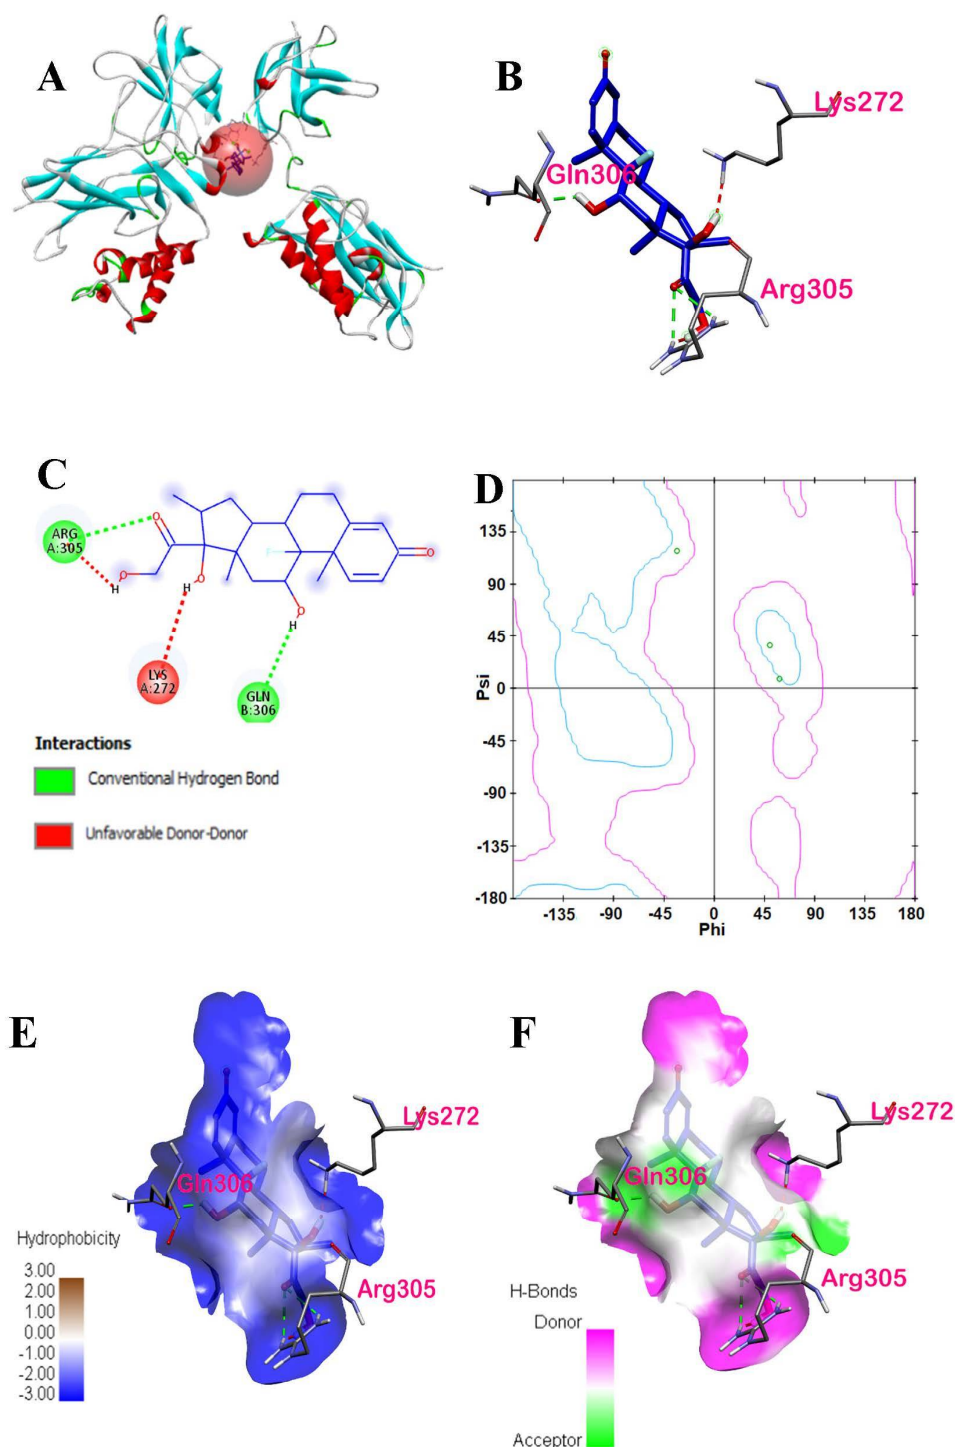 A
B
Lys272
Gln306
Arg305
C
O
ARG
A:305
O
H
O
H
F
O
O
H
LYS
A:272
GLN
B:306
Interactions
Conventional Hydrogen Bond
Unfavorable Donor-Donor
D
135
90
45
0
-45
-90
-135
-180
Psi
-135
-90
-45
0
45
90
135
180
Phi
E
Lys272
Gln306
Arg305
Hydrophobicity
3.00
2.00
1.00
0.00
-1.00
-2.00
-3.00
F
Lys272
Gln306
Arg305
H-Bonds
Donor
Acceptor